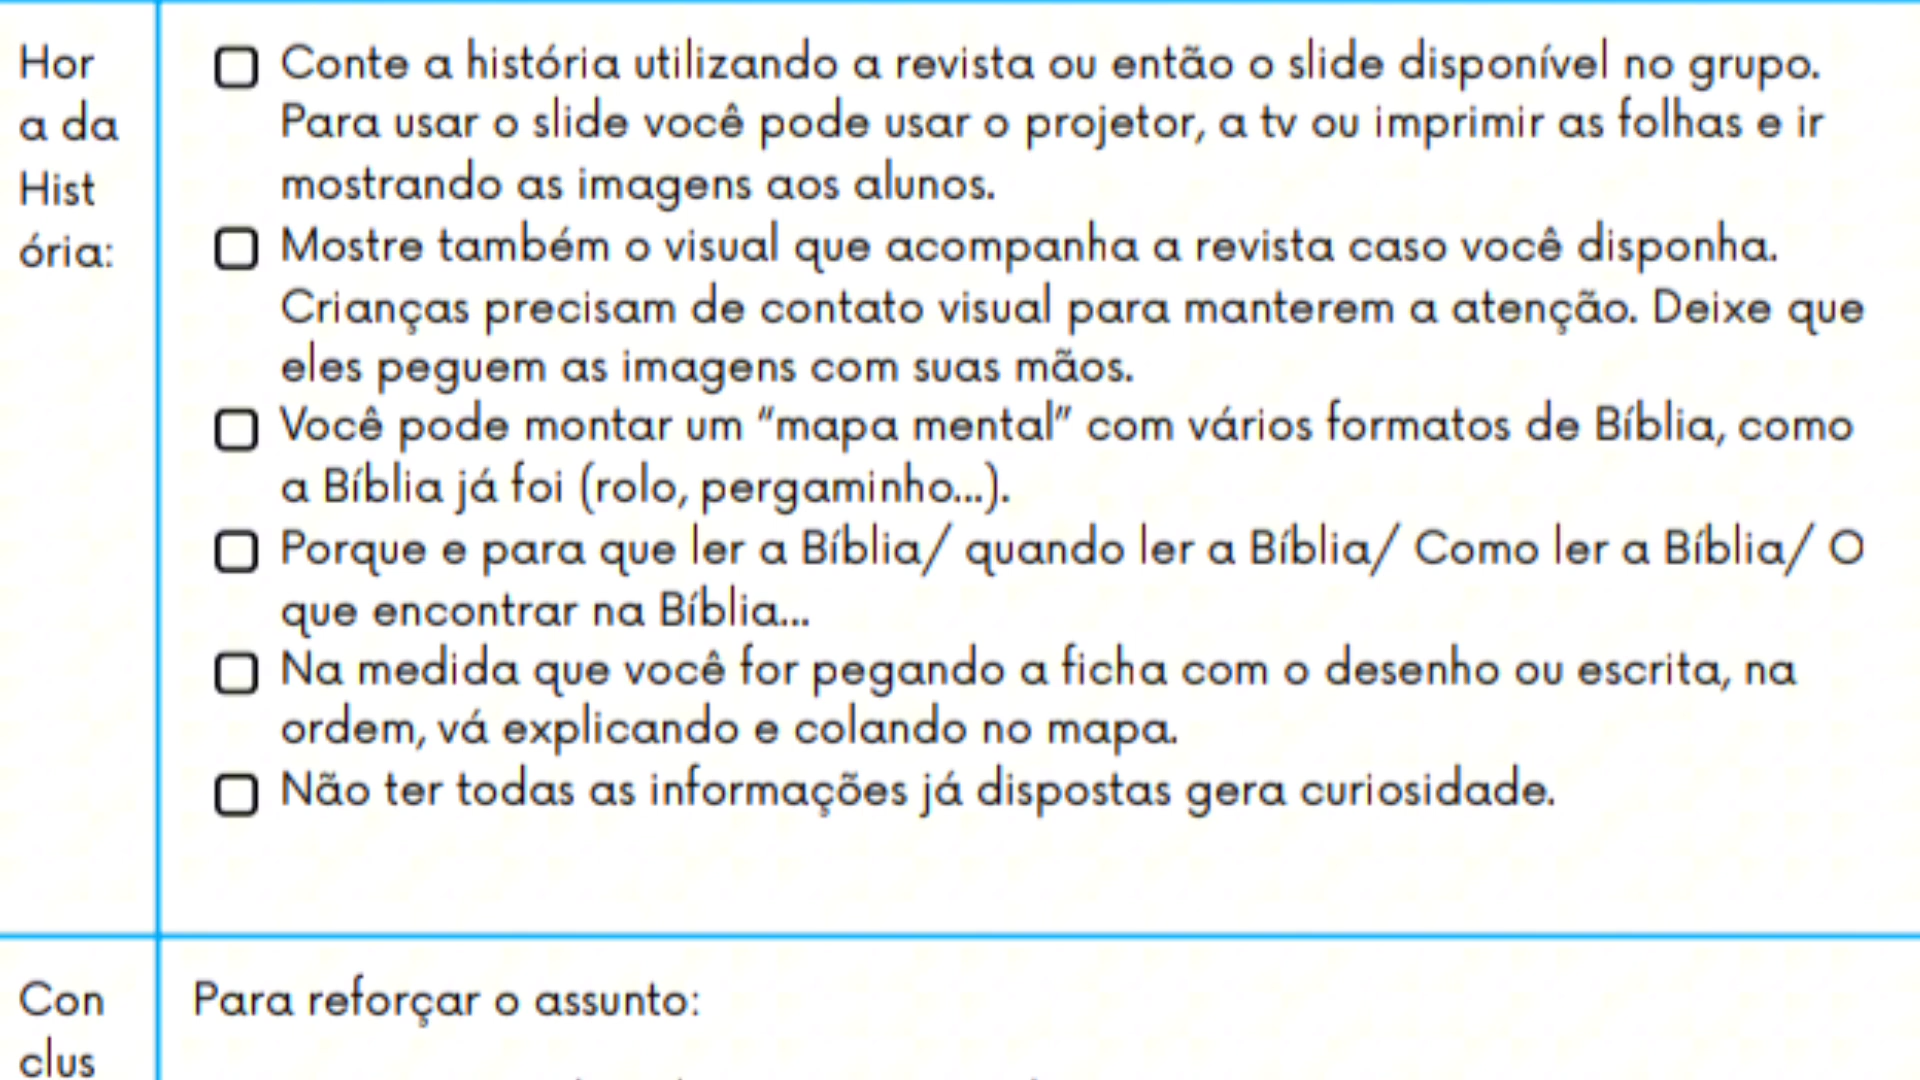 Hor
a da
Hist
ória:
Conte a história utilizando a revista ou então o slide disponível no grupo.
Para usar o slide você pode usar o projetor, a tv ou imprimir as folhas e ir
mostrando as imagens aos alunos.
Mostre também o visual que acompanha a revista caso você disponha.
Crianças precisam de contato visual para manterem a atenção. Deixe que
eles peguem as imagens com suas mãos.
Você pode montar um “mapa mental” com vários formatos de Bíblia, como
a Bíblia já foi (rolo, pergaminho...).
Porque e para que ler a Bíblia/ quando ler a Bíblia/ Como ler a Bíblia/ O
que encontrar na Bíblia...
Na medida que você for pegando a ficha com o desenho ou escrita, na
ordem, vá explicando e colando no mapa.
Não ter todas as informações já dispostas gera curiosidade.
Con
clus
Para reforçar o assunto: